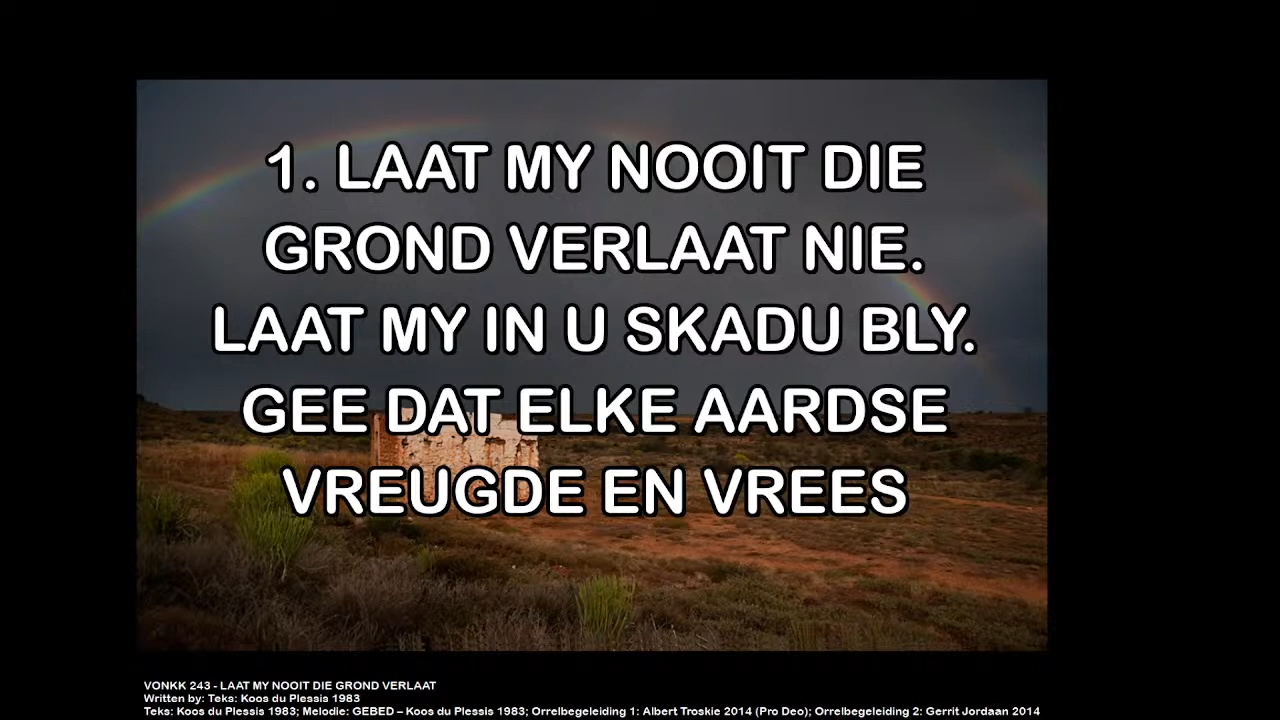 1. LAAT MY NOOIT DIE
GROND VERLAAT NIE.
LAAT MY IN U SKADU BLY.
GEE DAT ELKE AARDSE
VREUGDE EN VREES
VONKK 243 - LAAT MY NOOIT DIE GROND VERLAAT
Written by: Teks: Koos du Plessis 1983
Teks: Koos du Plessis 1983; Melodie: GEBED – Koos du Plessis 1983; Orrelbegeleiding 1: Albert Troskie 2014 (Pro Deo); Orrelbegeleiding 2: Gerrit Jordaan 2014